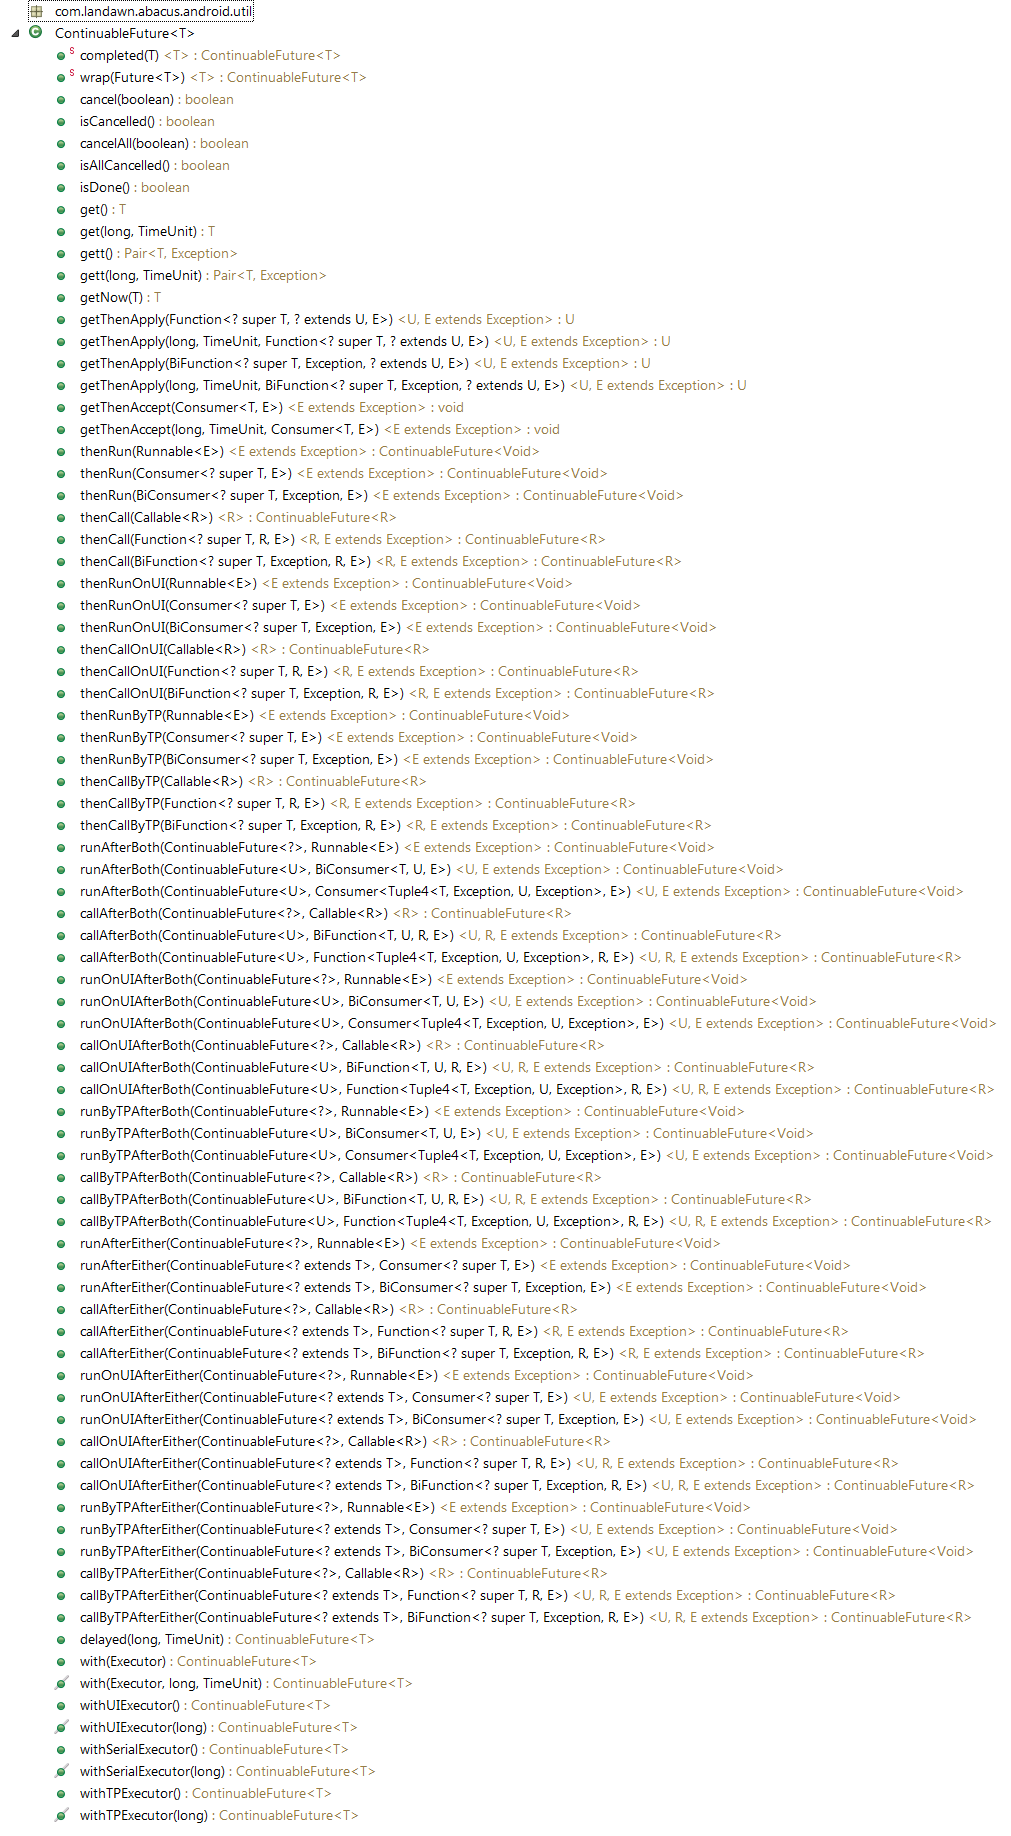 com.landawn.abacus.android.util
ContinuableFuture<T>
completed(T) <T> : ContinuableFuture<T>
wrap(Future<T>) <T> : ContinuableFuture<T>
cancel(boolean) : boolean
isCancelled() : boolean
cancelAll(boolean) : boolean
isAllCancelled() : boolean
isDone() : boolean
get() : T
get(long, TimeUnit) : T
gett() : Pair<T, Exception>
gett(long, TimeUnit) : Pair<T, Exception>
getNow(T) : T
getThenApply(Function<? super T, ? extends U, E>) <U, E extends Exception> : U
getThenApply(long, TimeUnit, Function<? super T, ? extends U, E>) <U, E extends Exception> : U
getThenApply(BiFunction<? super T, Exception, ? extends U, E>) <U, E extends Exception> : U
getThenApply(long, TimeUnit, BiFunction<? super T, Exception, ? extends U, E>) <U, E extends Exception> : U
getThenAccept(Consumer<T, E>) <E extends Exception> : void
getThenAccept(long, TimeUnit, Consumer<T, E>) <E extends Exception> : void
thenRun(Runnable<E>) <E extends Exception> : ContinuableFuture<Void>
thenRun(Consumer<? super T, E>) <E extends Exception> : ContinuableFuture<Void>
thenRun(BiConsumer<? super T, Exception, E>) <E extends Exception> : ContinuableFuture<Void>
thenCall(Callable<R>) <R> : ContinuableFuture<R>
thenCall(Function<? super T, R, E>) <R, E extends Exception> : ContinuableFuture<R>
thenCall(BiFunction<? super T, Exception, R, E>) <R, E extends Exception> : ContinuableFuture<R>
thenRunOnUI(Runnable<E>) <E extends Exception> : ContinuableFuture<Void>
thenRunOnUI(Consumer<? super T, E>) <E extends Exception> : ContinuableFuture<Void>
thenRunOnUI(BiConsumer<? super T, Exception, E>) <E extends Exception> : ContinuableFuture<Void>
thenCallOnUI(Callable<R>) <R> : ContinuableFuture<R>
thenCallOnUI(Function<? super T, R, E>) <R, E extends Exception> : ContinuableFuture<R>
thenCallOnUI(BiFunction<? super T, Exception, R, E>) <R, E extends Exception> : ContinuableFuture<R>
thenRunByTP(Runnable<E>) <E extends Exception> : ContinuableFuture<Void>
thenRunByTP(Consumer<? super T, E>) <E extends Exception> : ContinuableFuture<Void>
thenRunByTP(BiConsumer<? super T, Exception, E>) <E extends Exception> : ContinuableFuture<Void>
thenCallByTP(Callable<R>) <R> : ContinuableFuture<R>
thenCallByTP(Function<? super T, R, E>) <R, E extends Exception> : ContinuableFuture<R>
thenCallByTP(BiFunction<? super T, Exception, R, E>) <R, E extends Exception> : ContinuableFuture<R>
runAfterBoth(ContinuableFuture<?>, Runnable<E>) <E extends Exception> : ContinuableFuture<Void>
runAfterBoth(ContinuableFuture<U>, BiConsumer<T, U, E>) <U, E extends Exception> : ContinuableFuture<Void>
runAfterBoth(ContinuableFuture<U>, Consumer<Tuple4<T, Exception, U, Exception>, E>) <U, E extends Exception> : ContinuableFuture<Void>
callAfterBoth(ContinuableFuture<?>, Callable<R>) <R> : ContinuableFuture<R>
callAfterBoth(ContinuableFuture<U>, BiFunction<T, U, R, E>) <U, R, E extends Exception> : ContinuableFuture<R>
callAfterBoth(ContinuableFuture<U>, Function<Tuple4<T, Exception, U, Exception>, R, E>) <U, R, E extends Exception> : ContinuableFuture<R>
runOnUIAfterBoth(ContinuableFuture<?>, Runnable<E>) <E extends Exception> : ContinuableFuture<Void>
runOnUIAfterBoth(ContinuableFuture<U>, BiConsumer<T, U, E>) <U, E extends Exception> : ContinuableFuture<Void>
runOnUIAfterBoth(ContinuableFuture<U>, Consumer<Tuple4<T, Exception, U, Exception>, E>) <U, E extends Exception> : ContinuableFuture<Void>
callOnUIAfterBoth(ContinuableFuture<?>, Callable<R>) <R> : ContinuableFuture<R>
callOnUIAfterBoth(ContinuableFuture<U>, BiFunction<T, U, R, E>) <U, R, E extends Exception> : ContinuableFuture<R>
callOnUIAfterBoth(ContinuableFuture<U>, Function<Tuple4<T, Exception, U, Exception>, R, E>) <U, R, E extends Exception> : ContinuableFuture<R>
runByTPAfterBoth(ContinuableFuture<?>, Runnable<E>) <E extends Exception> : ContinuableFuture<Void>
runByTPAfterBoth(ContinuableFuture<U>, BiConsumer<T, U, E>) <U, E extends Exception> : ContinuableFuture<Void>
runByTPAfterBoth(ContinuableFuture<U>, Consumer<Tuple4<T, Exception, U, Exception>, E>) <U, E extends Exception> : ContinuableFuture<Void>
callByTPAfterBoth(ContinuableFuture<?>, Callable<R>) <R> : ContinuableFuture<R>
callByTPAfterBoth(ContinuableFuture<U>, BiFunction<T, U, R, E>) <U, R, E extends Exception> : ContinuableFuture<R>
callByTPAfterBoth(ContinuableFuture<U>, Function<Tuple4<T, Exception, U, Exception>, R, E>) <U, R, E extends Exception> : ContinuableFuture<R>
runAfterEither(ContinuableFuture<?>, Runnable<E>) <E extends Exception> : ContinuableFuture<Void>
runAfterEither(ContinuableFuture<? extends T>, Consumer<? super T, E>) <E extends Exception> : ContinuableFuture<Void>
runAfterEither(ContinuableFuture<? extends T>, BiConsumer<? super T, Exception, E>) <E extends Exception> : ContinuableFuture<Void>
callAfterEither(ContinuableFuture<?>, Callable<R>) <R> : ContinuableFuture<R>
callAfterEither(ContinuableFuture<? extends T>, Function<? super T, R, E>) <R, E extends Exception> : ContinuableFuture<R>
callAfterEither(ContinuableFuture<? extends T>, BiFunction<? super T, Exception, R, E>) <R, E extends Exception> : ContinuableFuture<R>
runOnUIAfterEither(ContinuableFuture<?>, Runnable<E>) <E extends Exception> : ContinuableFuture<Void>
runOnUIAfterEither(ContinuableFuture<? extends T>, Consumer<? super T, E>) <U, E extends Exception> : ContinuableFuture<Void>
runOnUIAfterEither(ContinuableFuture<? extends T>, BiConsumer<? super T, Exception, E>) <U, E extends Exception> : ContinuableFuture<Void>
callOnUIAfterEither(ContinuableFuture<?>, Callable<R>) <R> : ContinuableFuture<R>
callOnUIAfterEither(ContinuableFuture<? extends T>, Function<? super T, R, E>) <U, R, E extends Exception> : ContinuableFuture<R>
callOnUIAfterEither(ContinuableFuture<? extends T>, BiFunction<? super T, Exception, R, E>) <U, R, E extends Exception> : ContinuableFuture<R>
runByTPAfterEither(ContinuableFuture<?>, Runnable<E>) <E extends Exception> : ContinuableFuture<Void>
runByTPAfterEither(ContinuableFuture<? extends T>, Consumer<? super T, E>) <U, E extends Exception> : ContinuableFuture<Void>
runByTPAfterEither(ContinuableFuture<? extends T>, BiConsumer<? super T, Exception, E>) <U, E extends Exception> : ContinuableFuture<Void>
callByTPAfterEither(ContinuableFuture<?>, Callable<R>) <R> : ContinuableFuture<R>
callByTPAfterEither(ContinuableFuture<? extends T>, Function<? super T, R, E>) <U, R, E extends Exception> : ContinuableFuture<R>
callByTPAfterEither(ContinuableFuture<? extends T>, BiFunction<? super T, Exception, R, E>) <U, R, E extends Exception> : ContinuableFuture<R>
delayed(long, TimeUnit) : ContinuableFuture<T>
with(Executor) : ContinuableFuture<T>
with(Executor, long, TimeUnit) : ContinuableFuture<T>
withUIExecutor() : ContinuableFuture<T>
withUIExecutor(long) : ContinuableFuture<T>
withSerialExecutor() : ContinuableFuture<T>
withSerialExecutor(long) : ContinuableFuture<T>
withTPExecutor() : ContinuableFuture<T>
withTPExecutor(long) : ContinuableFuture<T>